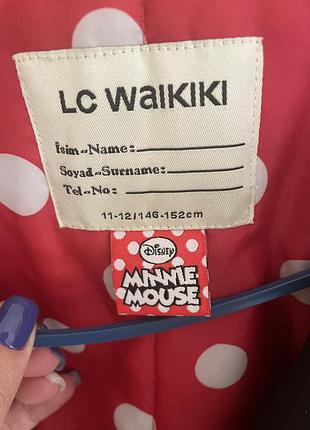 LC WAIKIKI
İsim-Name:
Soyad-Surname:
Tel-No:
11-12/146-152cm
Disney
MINNIE
MOUSE